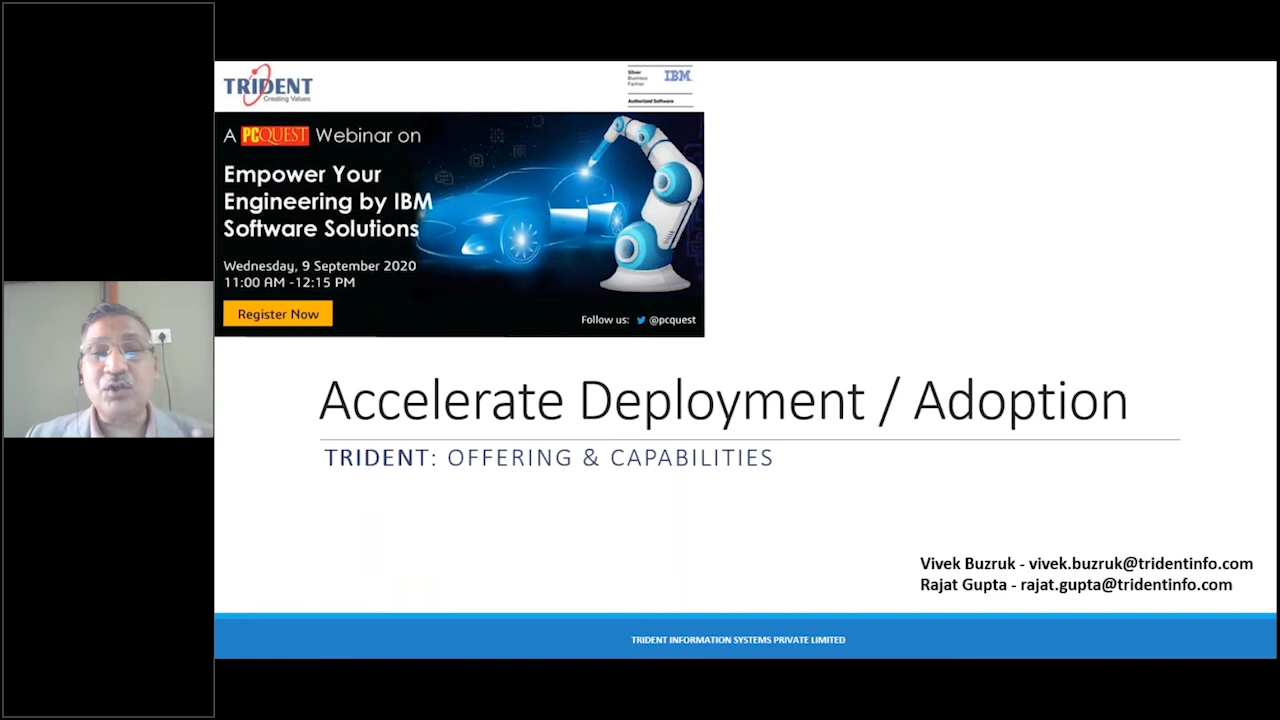 TRIDENT
Creating Values
Silver
Business
Partner
IBM
Authorized Software
A PCQUEST Webinar on
Empower Your
Engineering by IBM
Software Solutions
Wednesday, 9 September 2020
11:00 AM -12:15 PM
Register Now
Follow us: @pcquest
Accelerate Deployment / Adoption
TRIDENT: OFFERING & CAPABILITIES
Vivek Buzruk - vivek.buzruk@tridentinfo.com
Rajat Gupta - rajat.gupta@tridentinfo.com
TRIDENT INFORMATION SYSTEMS PRIVATE LIMITED